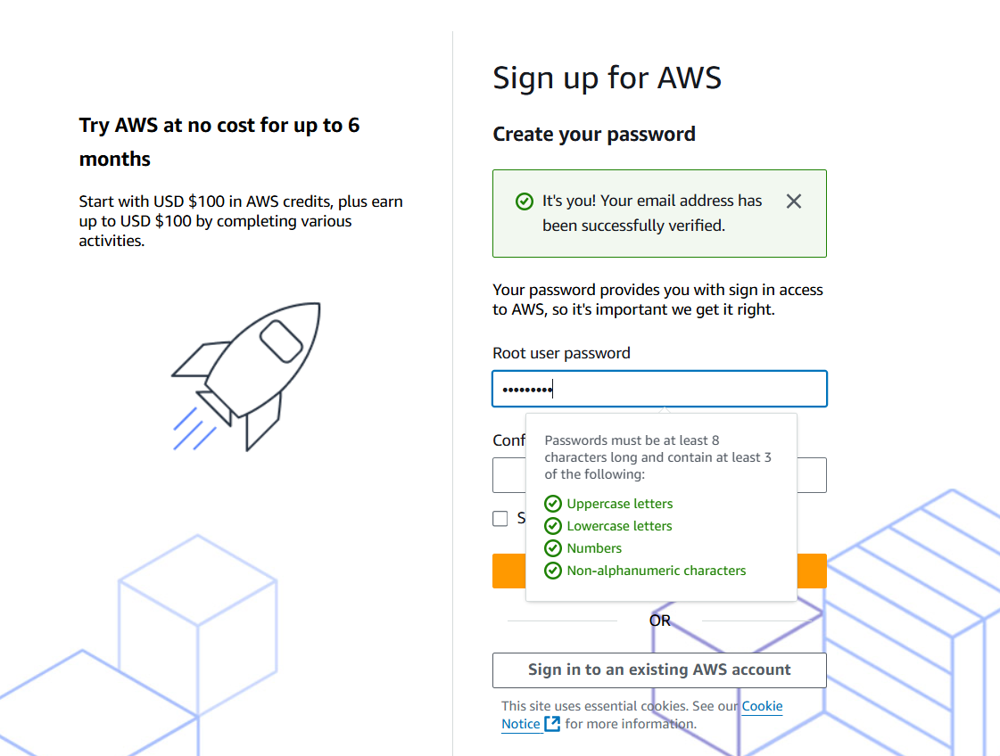 Try AWS at no cost for up to 6
months
Start with USD $100 in AWS credits, plus earn
up to USD $100 by completing various
activities.
Sign up for AWS
Create your password
It's you! Your email address has
been successfully verified.
Your password provides you with sign in access
to AWS, so it's important we get it right.
Root user password
•••••••••
Conf
Passwords must be at least 8
characters long and contain at least 3
of the following:
Uppercase letters
Lowercase letters
Numbers
Non-alphanumeric characters
S
OR
Sign in to an existing AWS account
This site uses essential cookies. See our Cookie
Notice for more information.